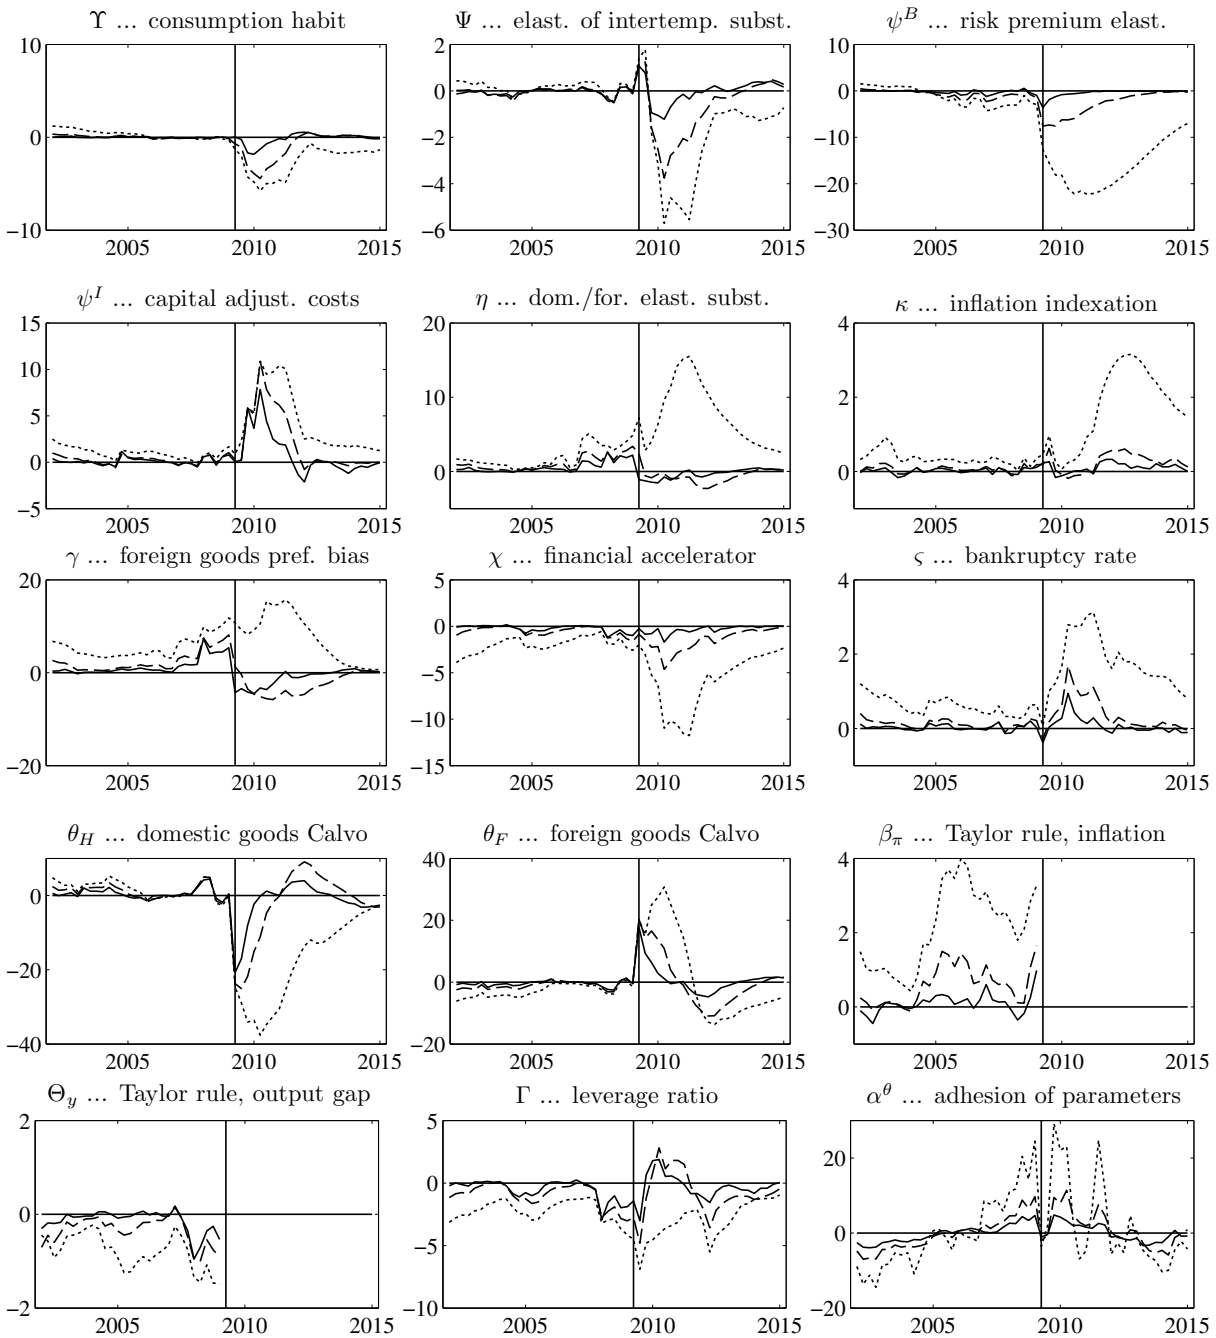 ϒ ... consumption habit
Ψ ... elast. of intertemp. subst.
ψ^B ... risk premium elast.
10
0
−10
2005 2010 2015
2
0
−2
−4
−6
2005 2010 2015
10
0
−10
−20
−30
2005 2010 2015
ψ^I ... capital adjust. costs
η ... dom./for. elast. subst.
κ ... inflation indexation
15
10
5
0
−5
2005 2010 2015
20
10
0
2005 2010 2015
4
2
0
2005 2010 2015
γ ... foreign goods pref. bias
χ ... financial accelerator
ς ... bankruptcy rate
20
0
−20
2005 2010 2015
5
0
−5
−10
−15
2005 2010 2015
4
2
0
2005 2010 2015
θ_H ... domestic goods Calvo
θ_F ... foreign goods Calvo
β_π ... Taylor rule, inflation
0
−20
−40
2005 2010 2015
40
20
0
−20
2005 2010 2015
4
2
0
2005 2010 2015
Θ_y ... Taylor rule, output gap
Γ ... leverage ratio
α^θ ... adhesion of parameters
2
0
−2
2005 2010 2015
5
0
−5
−10
2005 2010 2015
20
0
−20
2005 2010 2015